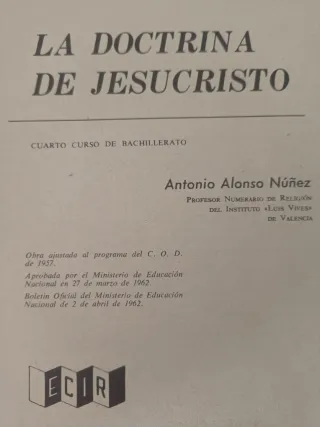 LA DOCTRINA
DE JESUCRISTO
CUARTO CURSO DE BACHILLERATO
Antonio Alonso Núñez
PROFESOR NUMERARIO DE RELIGIÓN
DEL INSTITUTO «LUIS VIVES»
DE VALENCIA
Obra ajustada al programa del C. O. D.
de 1957.
Aprobada por el Ministerio de Educación
Nacional en 27 de marzo de 1962.
Boletín Oficial del Ministerio de Educación
Nacional de 2 de abril de 1962.
ECIR